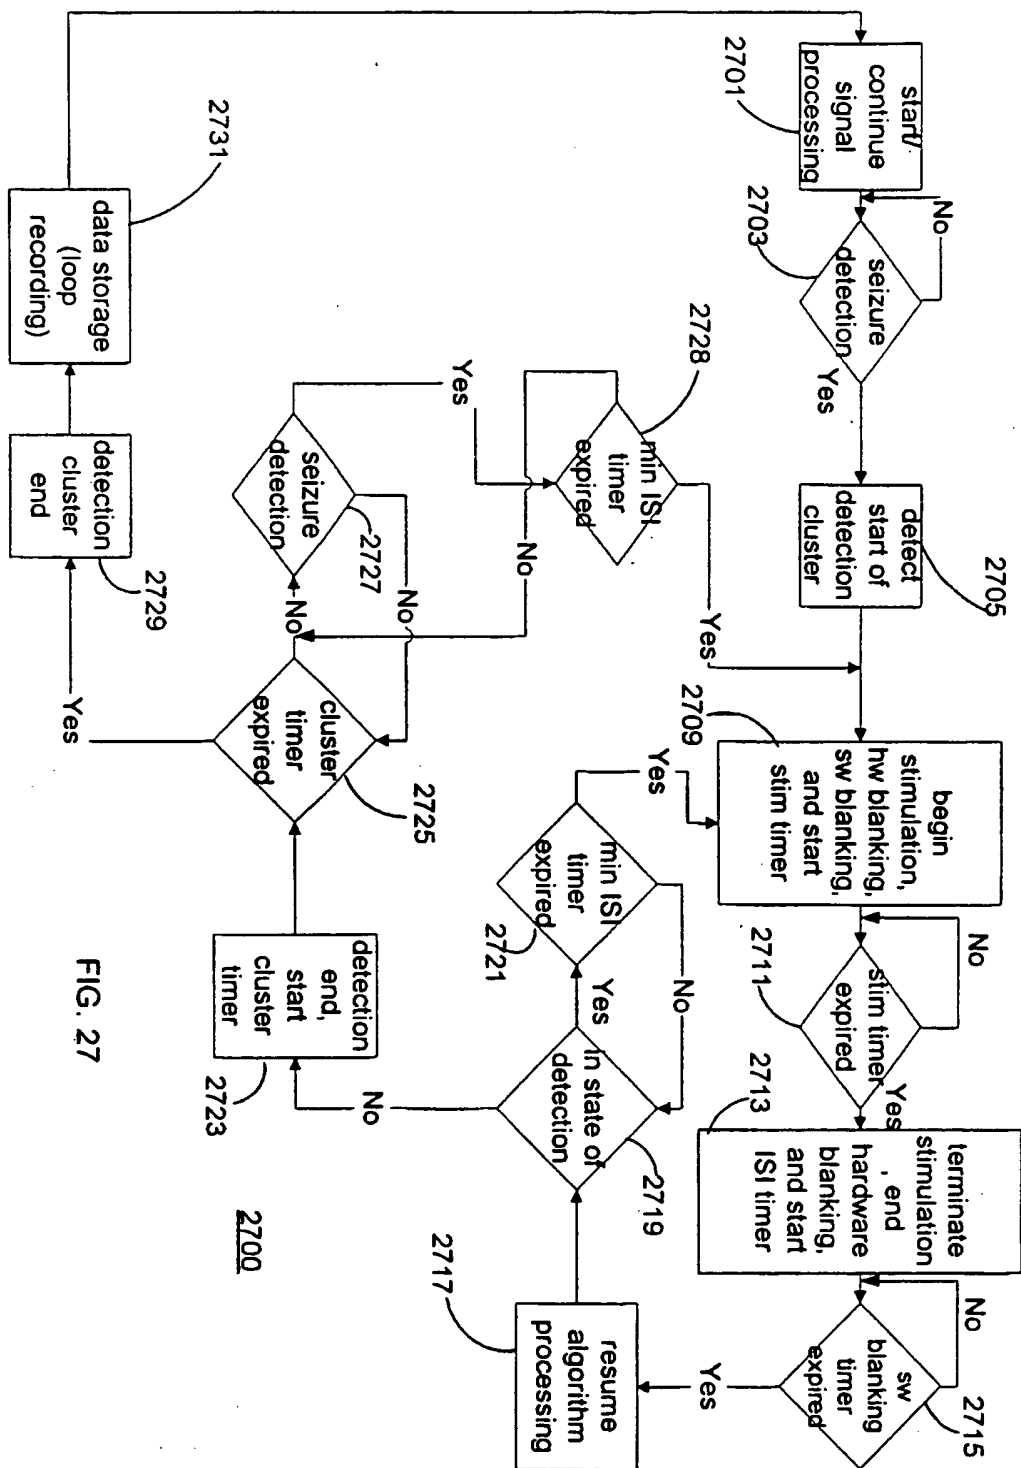 start/
continue
signal
processing
2701
No
seizure
detection
2703
Yes
detect
start of
detection
cluster
2705
begin
stimulation,
hw blanking,
sw blanking,
and start
stim timer
2709
No
stim timer
expired
2711
Yes
terminate
stimulation
, end
hardware
blanking,
and start
ISI timer
2713
No
sw
blanking
timer
expired
2715
Yes
resume
algorithm
processing
2717
in state of
detection
2719
Yes
No
min ISI
timer
expired
2721
No
Yes
detection
end,
start
cluster
timer
2723
cluster
timer
expired
2725
No
Yes
seizure
detection
2727
No
Yes
min ISI
timer
expired
2728
Yes
No
detection
cluster
end
2729
data storage
(loop
recording)
2731
2700
FIG. 27